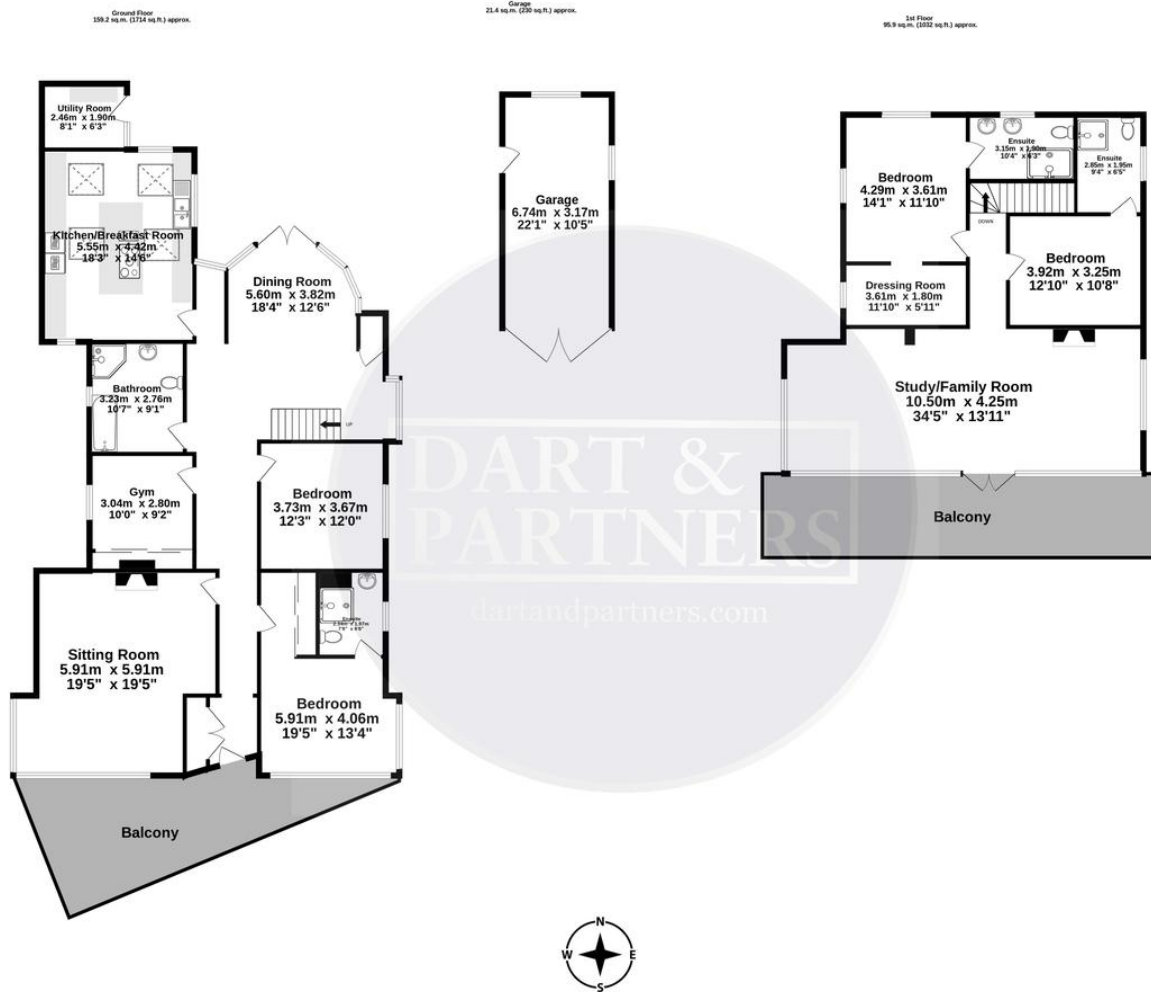 Ground Floor
159.2 sq.m. (1714 sq.ft.) approx.
Garage
21.4 sq.m. (230 sq.ft.) approx.
1st Floor
95.9 sq.m. (1032 sq.ft.) approx.
Utility Room
2.46m x 1.90m
8'1" x 6'3"
Kitchen/Breakfast Room
5.55m x 4.42m
18'3" x 14'6"
Dining Room
5.60m x 3.82m
18'4" x 12'6"
Bathroom
3.23m x 2.76m
10'7" x 9'1"
UP
Gym
3.04m x 2.80m
10'0" x 9'2"
Bedroom
3.73m x 3.67m
12'3" x 12'0"
Ensuite
Sitting Room
5.91m x 5.91m
19'5" x 19'5"
Bedroom
5.91m x 4.06m
19'5" x 13'4"
Balcony
Garage
6.74m x 3.17m
22'1" x 10'5"
Bedroom
4.29m x 3.61m
14'1" x 11'10"
Ensuite
3.15m x 1.90m
10'4" x 6'3"
Ensuite
2.85m x 1.95m
9'4" x 6'5"
DOWN
Bedroom
3.92m x 3.25m
12'10" x 10'8"
Dressing Room
3.61m x 1.80m
11'10" x 5'11"
Study/Family Room
10.50m x 4.25m
34'5" x 13'11"
Balcony
DART &
PARTNERS
dartandpartners.com
N
W E
S